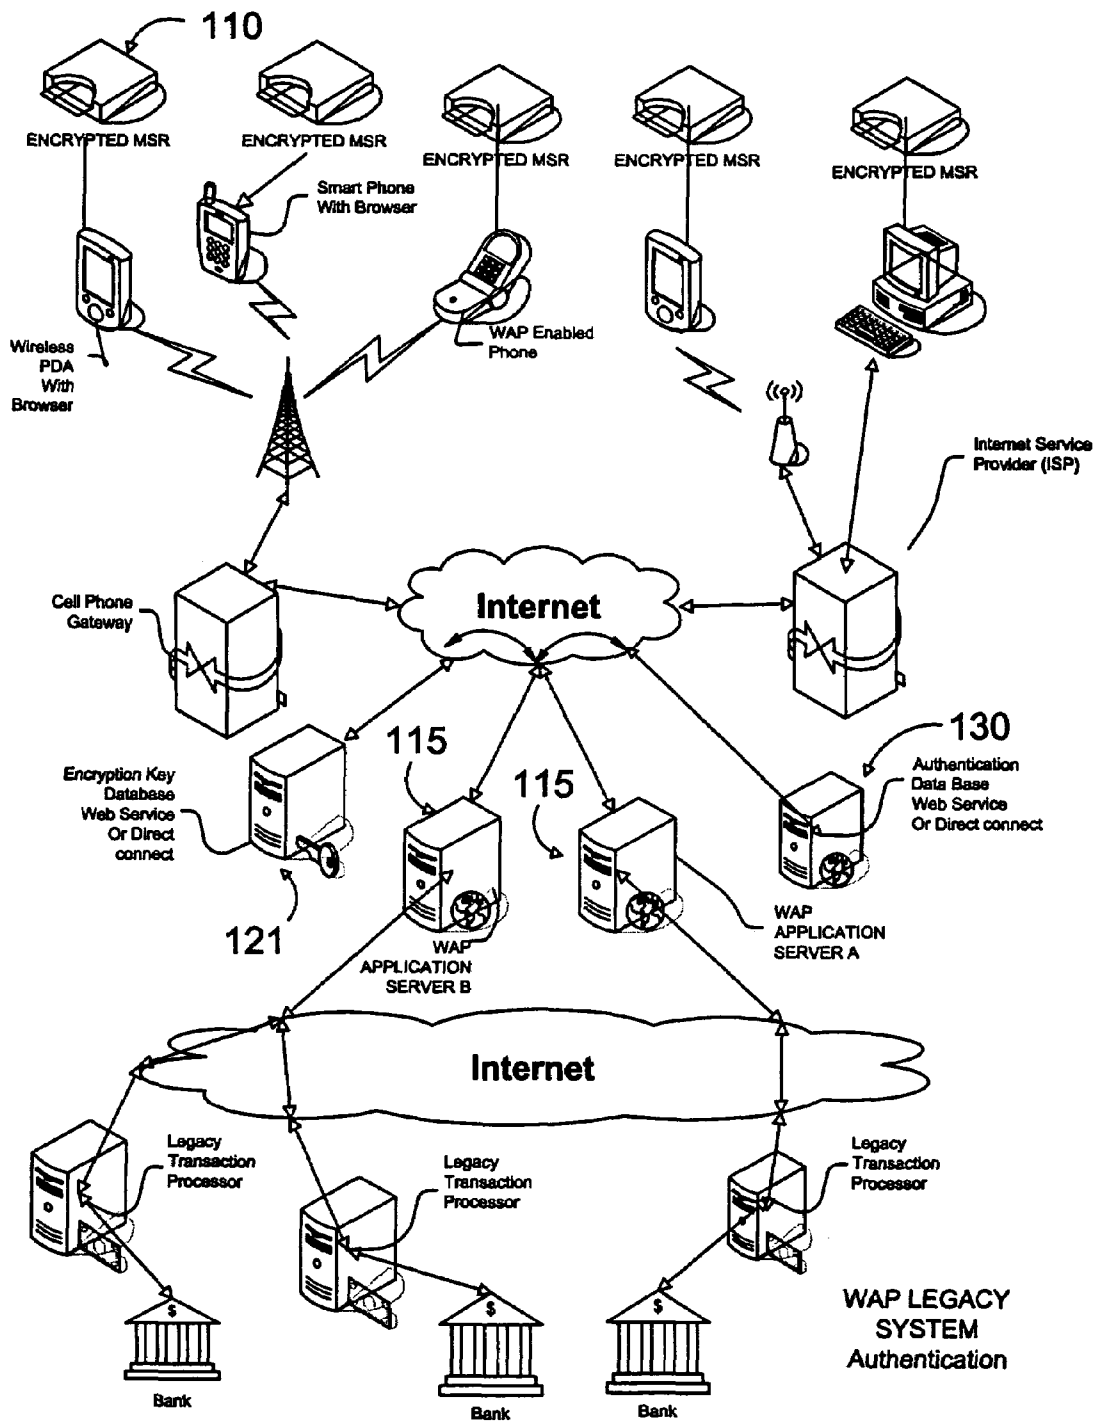 110
ENCRYPTED MSR
ENCRYPTED MSR
ENCRYPTED MSR
ENCRYPTED MSR
ENCRYPTED MSR
Smart Phone
With Browser
Wireless
PDA
With
Browser
WAP Enabled
Phone
Internet Service
Provider (ISP)
Cell Phone
Gateway
Internet
115
115
130
Encryption Key
Database
Web Service
Or Direct
connect
Authentication
Data Base
Web Service
Or Direct connect
121
WAP
APPLICATION
SERVER B
WAP
APPLICATION
SERVER A
Internet
Legacy
Transaction
Processor
Legacy
Transaction
Processor
Legacy
Transaction
Processor
$
$
$
Bank
Bank
Bank
WAP LEGACY
SYSTEM
Authentication